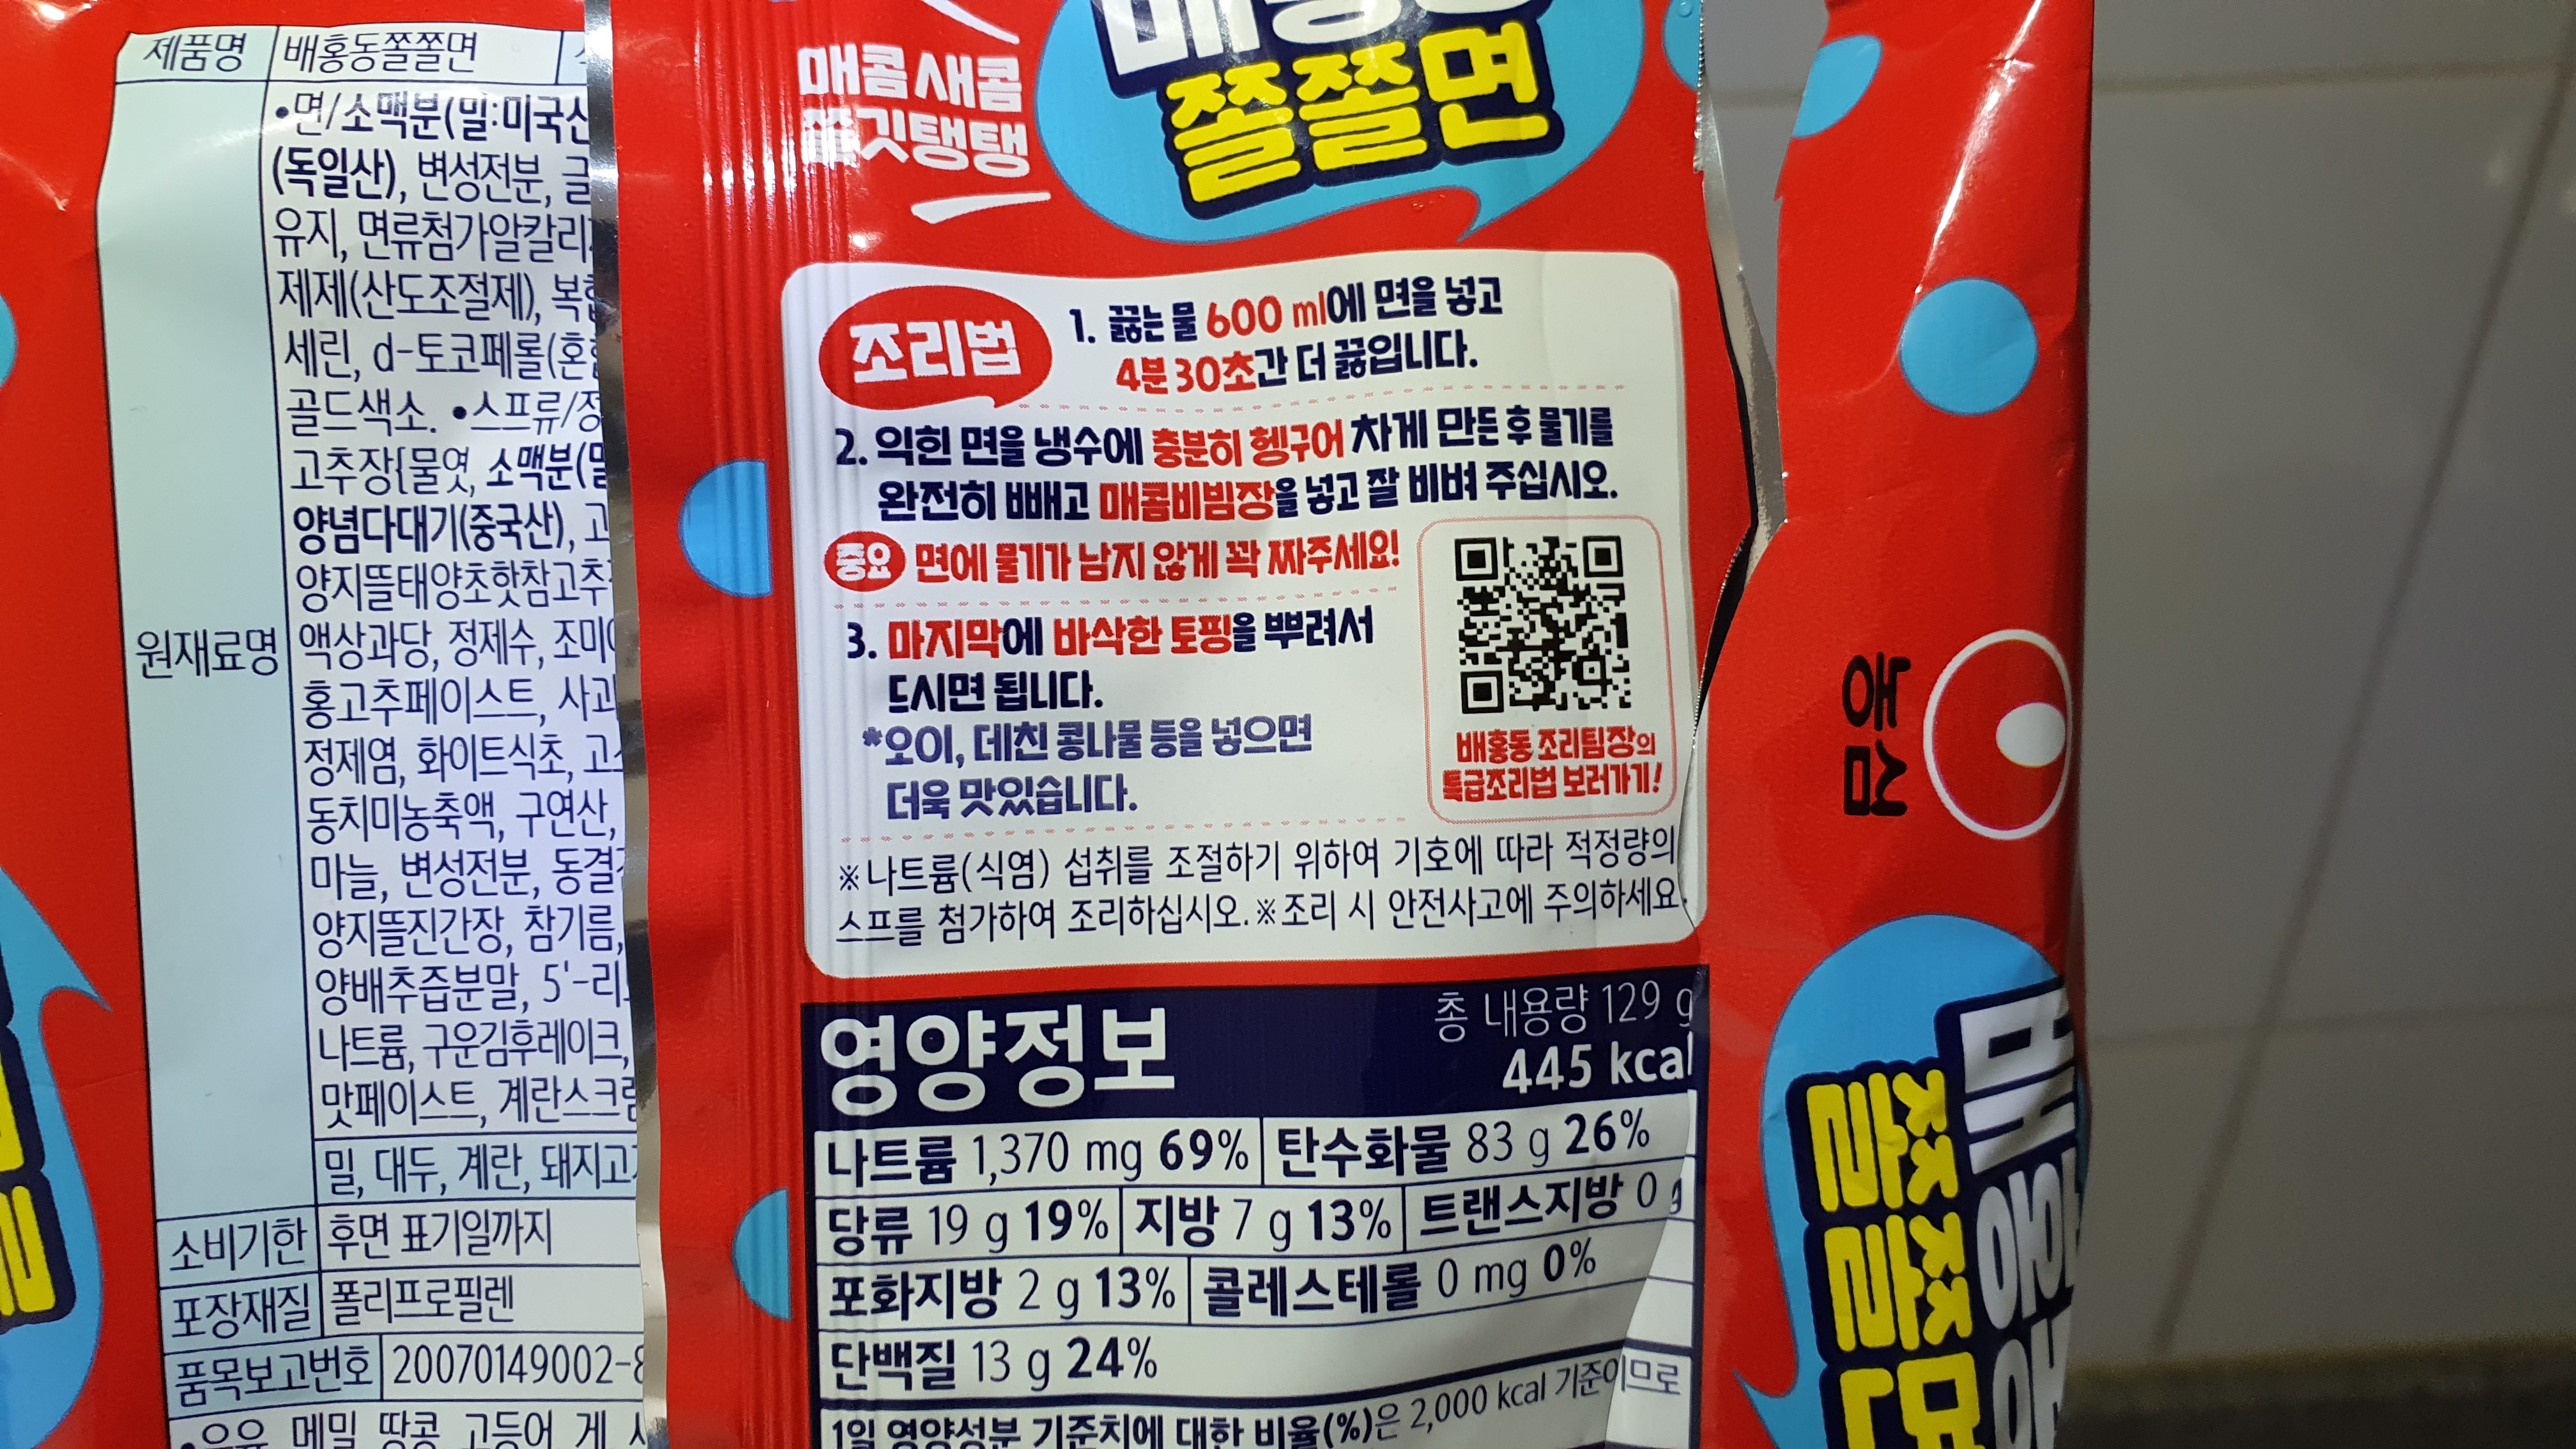 제품명 배홍동쫄쫄면
•면/소맥분(밀:미국산
(독일산), 변성전분, 글
유지, 면류첨가알칼리
제제(산도조절제), 복합
세린, d-토코페롤(혼합
골드색소. •스프류/정
고추장{물엿, 소맥분(밀
양념다대기(중국산), 고
양지뜰태양초핫참고추
원재료명 액상과당, 정제수, 조미
홍고추페이스트, 사과
정제염, 화이트식초, 고
동치미농축액, 구연산,
마늘, 변성전분, 동결
양지뜰진간장, 참기름,
양배추즙분말, 5'-리
나트륨, 구운김후레이크,
맛페이스트, 계란스크
밀, 대두, 계란, 돼지고
소비기한 후면 표기일까지
포장재질 폴리프로필렌
품목보고번호 20070149002-8
•우유, 메밀, 땅콩, 고등어, 게,
매콤새콤
쫄깃탱탱
쫄쫄면
조리법
1. 끓는 물 600 ml에 면을 넣고
4분 30초간 더 끓입니다.
2. 익힌 면을 냉수에 충분히 헹구어 차게 만든 후 물기를
완전히 빼고 매콤비빔장을 넣고 잘 비벼 주십시오.
중요 면에 물기가 남지 않게 꽉 짜주세요!
3. 마지막에 바삭한 토핑을 뿌려서
드시면 됩니다.
*오이, 데친 콩나물 등을 넣으면
더욱 맛있습니다.
배홍동 조리팀장의
특급조리법 보러가기!
※나트륨(식염) 섭취를 조절하기 위하여 기호에 따라 적정량의
스프를 첨가하여 조리하십시오. ※조리 시 안전사고에 주의하세요.
영양정보
총 내용량 129 g
445 kcal
나트륨 1,370 mg 69% 탄수화물 83 g 26%
당류 19 g 19% 지방 7 g 13% 트랜스지방 0 g
포화지방 2 g 13% 콜레스테롤 0 mg 0%
단백질 13 g 24%
1일 영양성분 기준치에 대한 비율(%)은 2,000 kcal 기준이므로
농심
배홍동
쫄쫄면